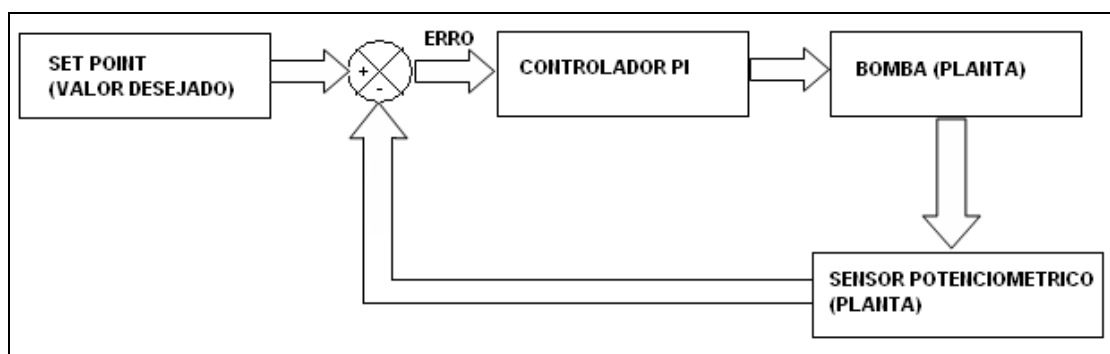 SET POINT
(VALOR DESEJADO)
+
-
ERRO
CONTROLADOR PI
BOMBA (PLANTA)
SENSOR POTENCIOMETRICO
(PLANTA)